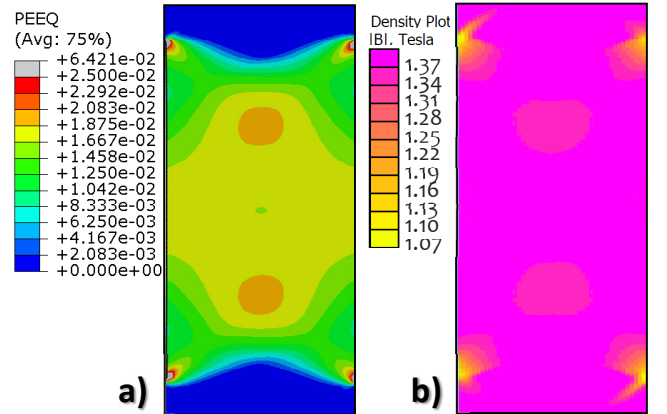 PEEQ
(Avg: 75%)
+6.421e-02
+2.500e-02
+2.292e-02
+2.083e-02
+1.875e-02
+1.667e-02
+1.458e-02
+1.250e-02
+1.042e-02
+8.333e-03
+6.250e-03
+4.167e-03
+2.083e-03
+0.000e+00
a)
Density Plot
|B|, Tesla
1.37
1.34
1.31
1.28
1.25
1.22
1.19
1.16
1.13
1.10
1.07
b)